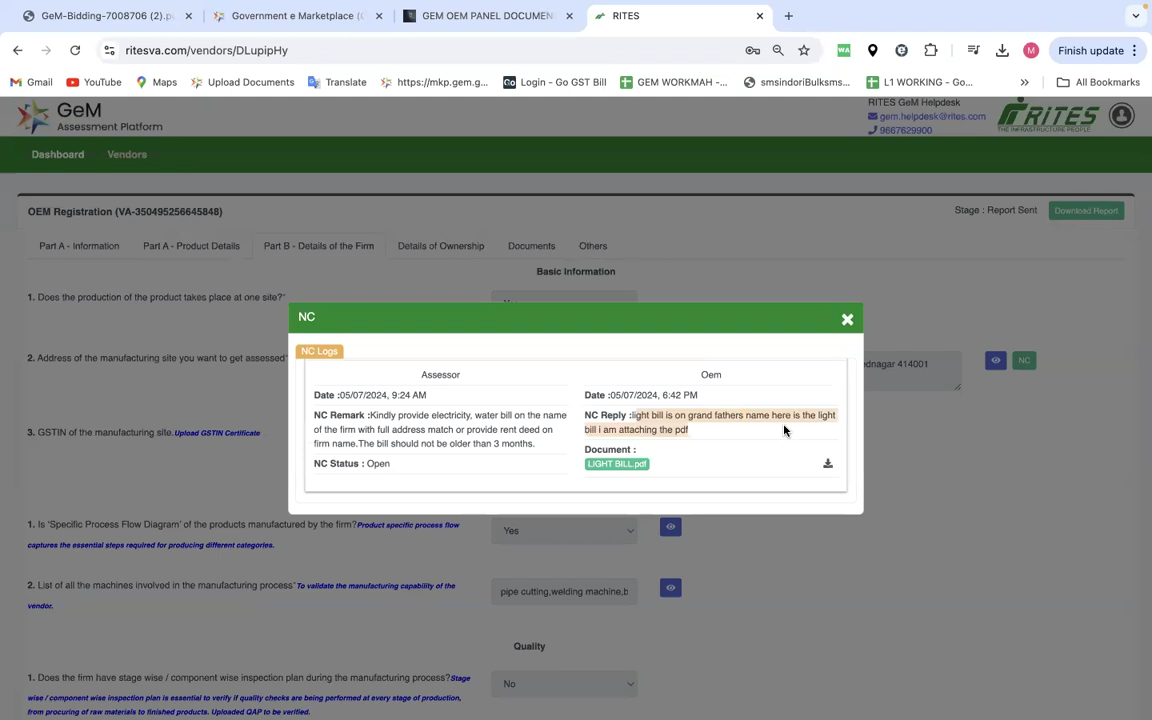 GeM-Bidding-7008706 (2).p
Government e Marketplace (
GEM OEM PANEL DOCUMEN
RITES
ritesva.com/vendors/DLupipHy
WA
M
Finish update
Gmail
YouTube
Maps
Upload Documents
Translate
https://mkp.gem.g...
Login - Go GST Bill
GEM WORKMAH -...
smsindoriBulksms...
L1 WORKING - Go...
All Bookmarks
GeM
Assessment Platform
RITES GeM Helpdesk
gem.helpdesk@rites.com
9667629900
RITES
THE INFRASTRUCTURE PEOPLE
Dashboard
Vendors
OEM Registration (VA-350495256645848)
Stage : Report Sent
Download Report
Part A - Information
Part A - Product Details
Part B - Details of the Firm
Details of Ownership
Documents
Others
Basic Information
1. Does the production of the product takes place at one site?*
NC
NC Logs
2. Address of the manufacturing site you want to get assessed*
ednagar 414001
NC
Assessor
Oem
Date :05/07/2024, 9:24 AM
Date :05/07/2024, 6:42 PM
NC Remark :Kindly provide electricity, water bill on the name
of the firm with full address match or provide rent deed on
firm name.The bill should not be older than 3 months.
NC Reply :light bill is on grand fathers name here is the light
bill i am attaching the pdf
Document :
NC Status : Open
LIGHT BILL.pdf
3. GSTIN of the manufacturing site.Upload GSTIN Certificate
1. Is 'Specific Process Flow Diagram' of the products manufactured by the firm?Product specific process flow
captures the essential steps required for producing different categories.
Yes
2. List of all the machines involved in the manufacturing process*To validate the manufacturing capability of the
vendor.
pipe cutting,welding machine,b
Quality
1. Does the firm have stage wise / component wise inspection plan during the manufacturing process?Stage
wise / component wise inspection plan is essential to verify if quality checks are being performed at every stage of production,
from procuring of raw materials to finished products. Uploaded QAP to be verified.
No